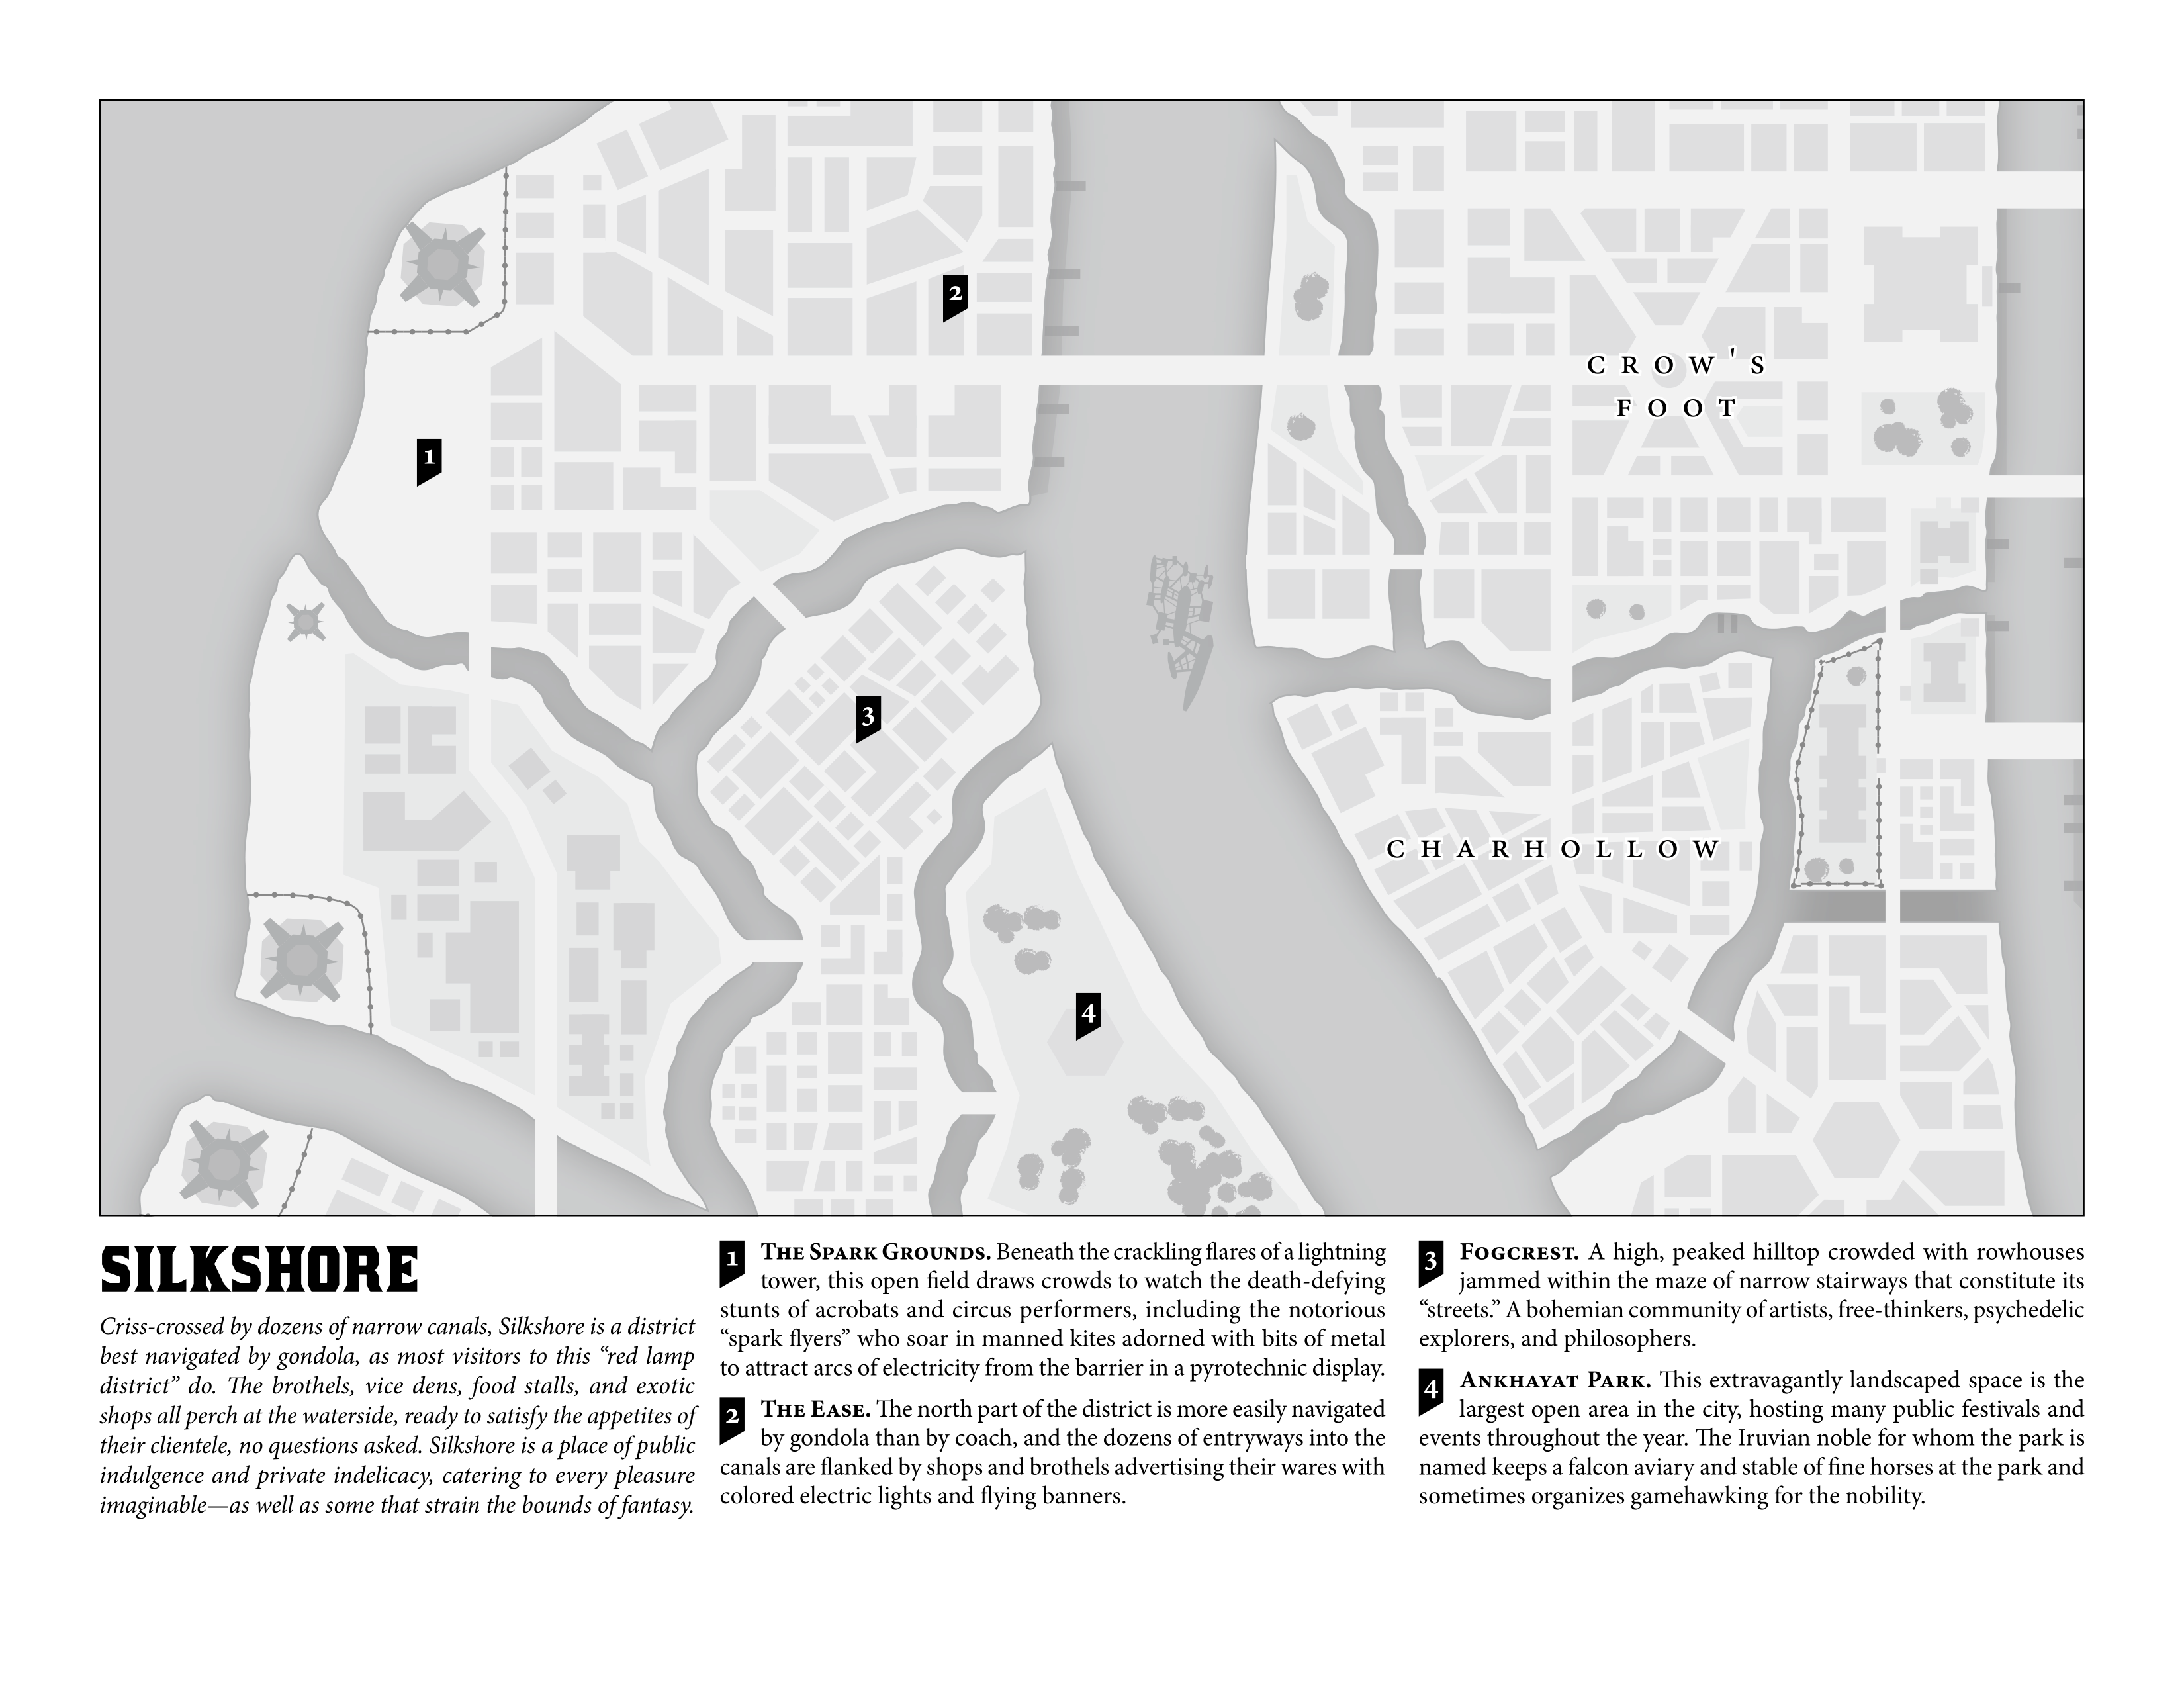 1
2
3
4
CROW'S
FOOT
CHARHOLLOW
SILKSHORE
Criss-crossed by dozens of narrow canals, Silkshore is a district
best navigated by gondola, as most visitors to this “red lamp
district” do. The brothels, vice dens, food stalls, and exotic
shops all perch at the waterside, ready to satisfy the appetites of
their clientele, no questions asked. Silkshore is a place of public
indulgence and private indelicacy, catering to every pleasure
imaginable—as well as some that strain the bounds of fantasy.
1 The Spark Grounds. Beneath the crackling flares of a lightning
tower, this open field draws crowds to watch the death-defying
stunts of acrobats and circus performers, including the notorious
“spark flyers” who soar in manned kites adorned with bits of metal
to attract arcs of electricity from the barrier in a pyrotechnic display.
2 The Ease. The north part of the district is more easily navigated
by gondola than by coach, and the dozens of entryways into the
canals are flanked by shops and brothels advertising their wares with
colored electric lights and flying banners.
3 Fogcrest. A high, peaked hilltop crowded with rowhouses
jammed within the maze of narrow stairways that constitute its
“streets.” A bohemian community of artists, free-thinkers, psychedelic
explorers, and philosophers.
4 Ankhayat Park. This extravagantly landscaped space is the
largest open area in the city, hosting many public festivals and
events throughout the year. The Iruvian noble for whom the park is
named keeps a falcon aviary and stable of fine horses at the park and
sometimes organizes gamehawking for the nobility.